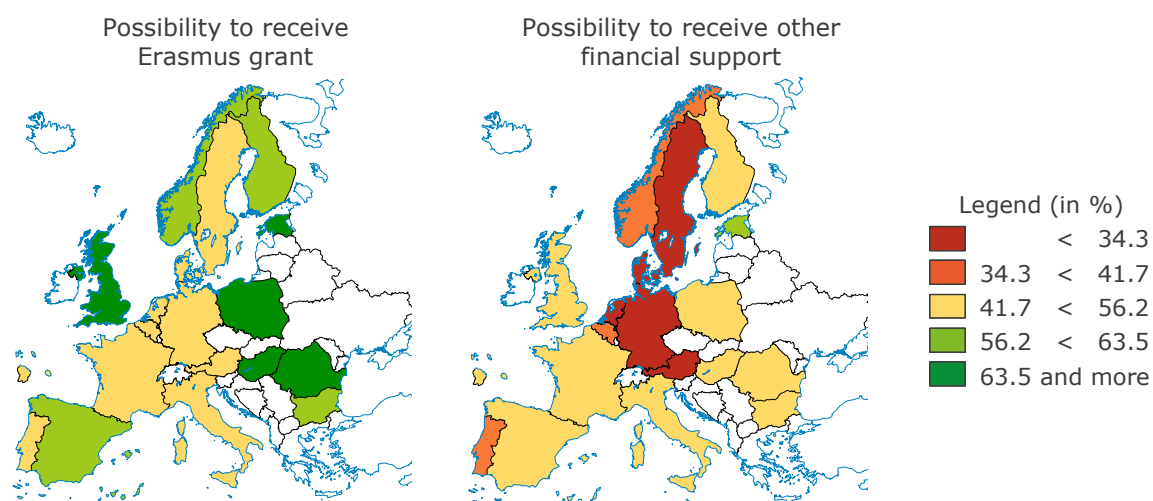 Possibility to receive
Erasmus grant
Possibility to receive other
financial support
Legend (in %)
< 34.3
34.3 < 41.7
41.7 < 56.2
56.2 < 63.5
63.5 and more